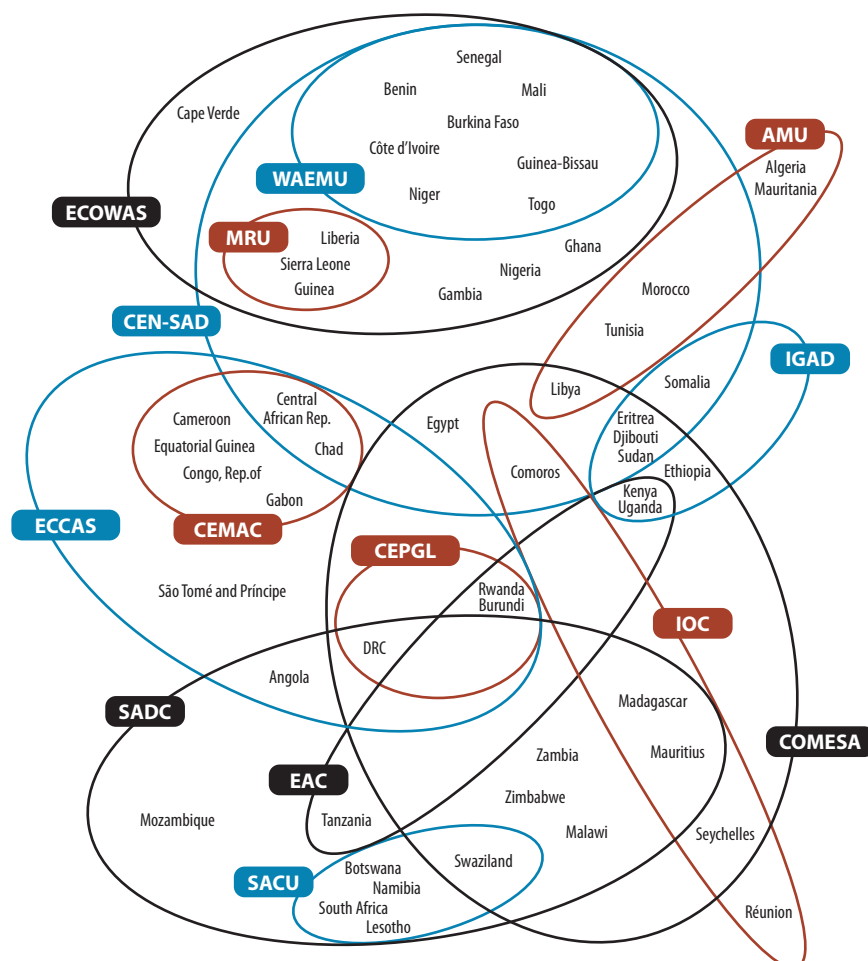 Senegal
Benin
Mali
Cape Verde
Burkina Faso
AMU
Côte d'Ivoire
Guinea-Bissau
Algeria
Mauritania
WAEMU
Niger
Togo
ECOWAS
MRU
Liberia
Ghana
Sierra Leone
Nigeria
Guinea
Gambia
Morocco
CEN-SAD
Tunisia
IGAD
Libya
Somalia
Central
African Rep.
Cameroon
Egypt
Eritrea
Djibouti
Sudan
Equatorial Guinea
Chad
Congo, Rep.of
Comoros
Ethiopia
Gabon
Kenya
Uganda
ECCAS
CEMAC
CEPGL
São Tomé and Príncipe
Rwanda
Burundi
IOC
DRC
Angola
SADC
Madagascar
COMESA
Zambia
Mauritius
EAC
Zimbabwe
Mozambique
Tanzania
Malawi
Seychelles
Swaziland
SACU
Botswana
Namibia
South Africa
Lesotho
Réunion